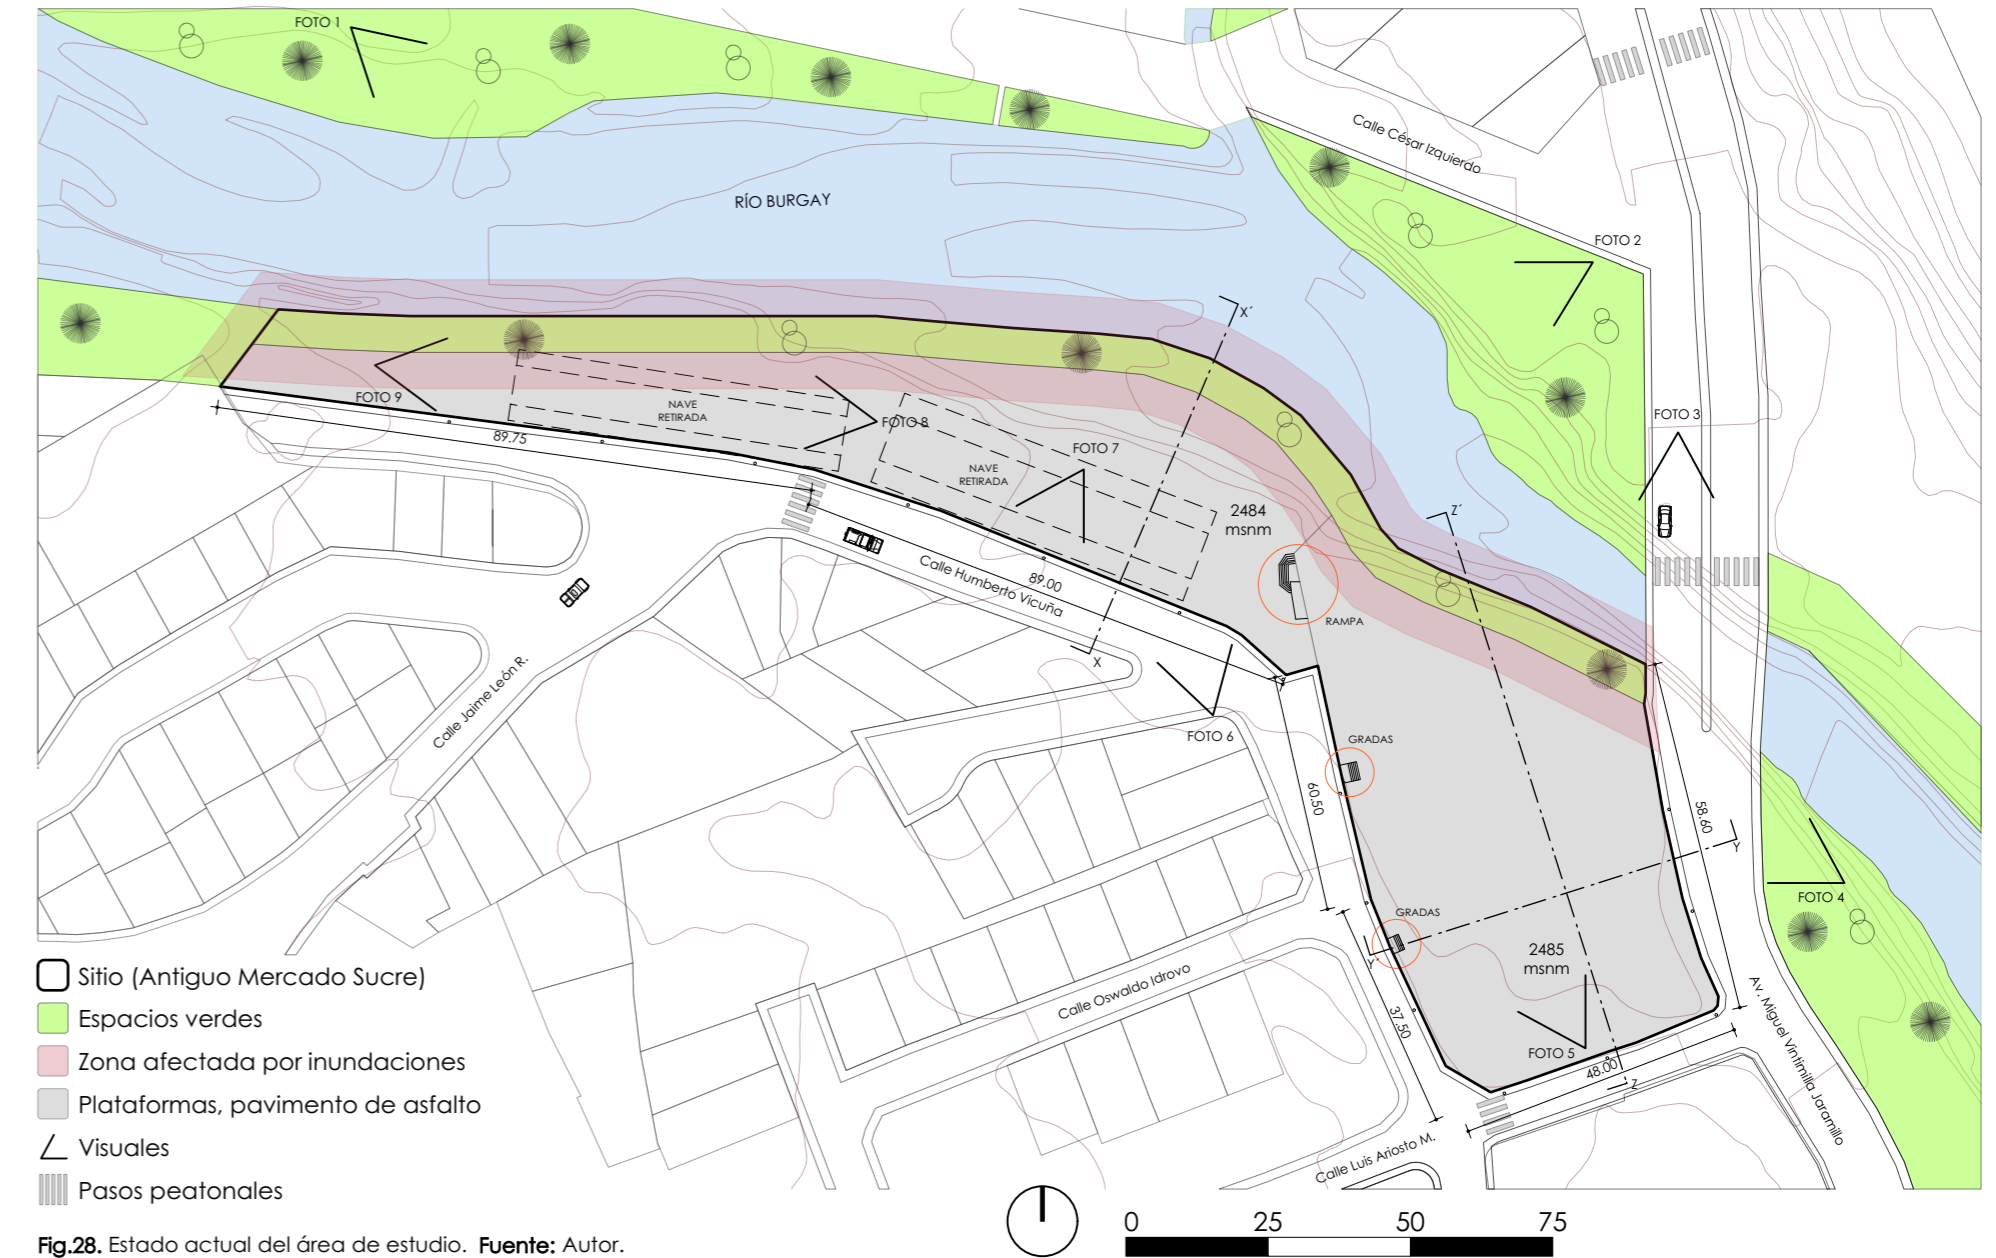 FOTO 1
Calle César Izquierdo
RÍO BURGAY
FOTO 2
X´
FOTO 9
NAVE
RETIRADA
FOTO 8
FOTO 3
89.75
FOTO 7
NAVE
RETIRADA
2484
msnm
Z´
Calle Humberto Vicuña
89.00
RAMPA
X
Calle Jaime León R.
FOTO 6
GRADAS
60.50
58.60
Y
FOTO 4
GRADAS
Y´
2485
msnm
Calle Oswaldo Idrovo
37.50
FOTO 5
48.00
Z
Av. Miguel Vintimilla Jaramillo
Calle Luis Ariosto M.
Sitio (Antiguo Mercado Sucre)
Espacios verdes
Zona afectada por inundaciones
Plataformas, pavimento de asfalto
Visuales
Pasos peatonales
0 25 50 75
Fig.28. Estado actual del área de estudio. Fuente: Autor.